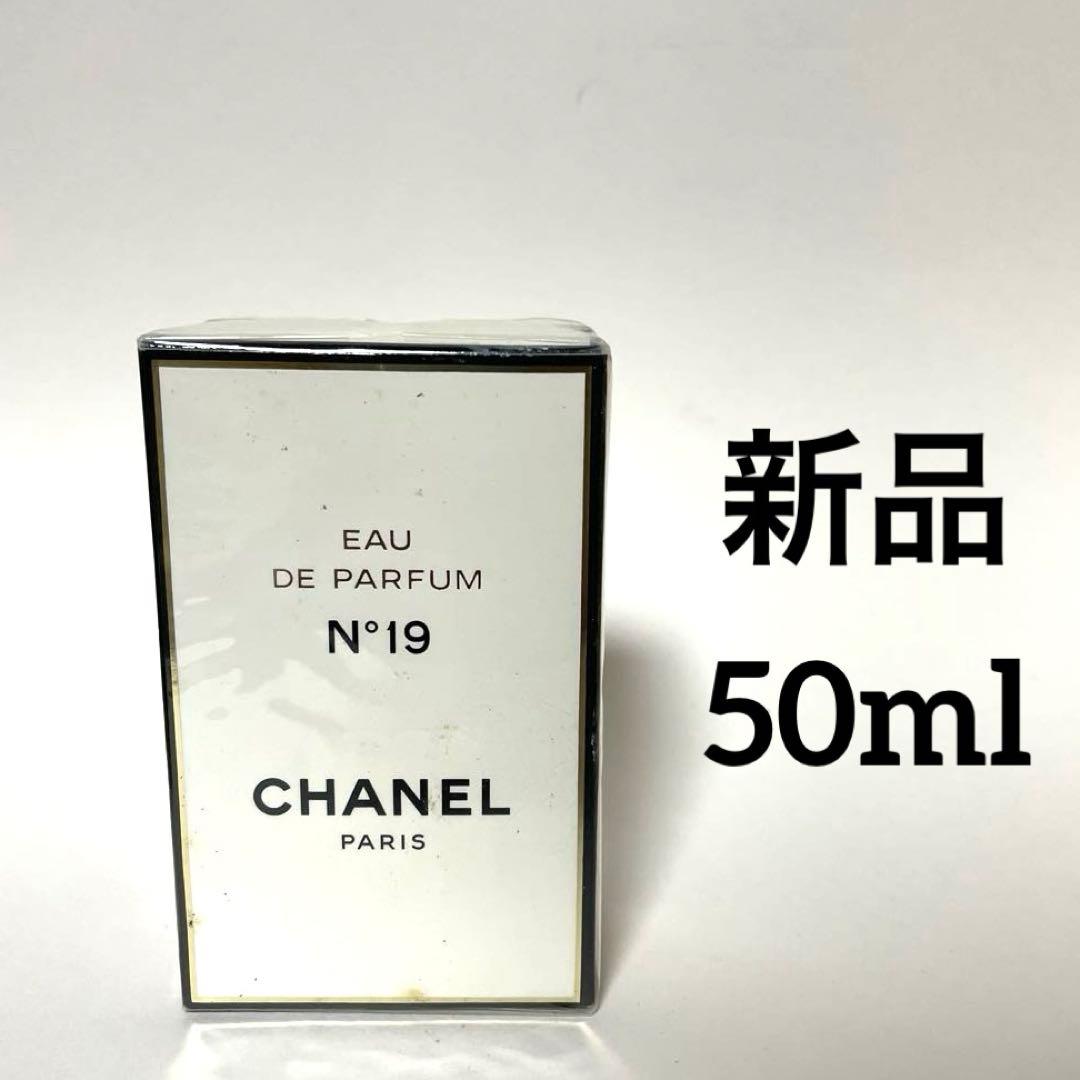 EAU
DE PARFUM
N°19
CHANEL
PARIS
新品
50ml